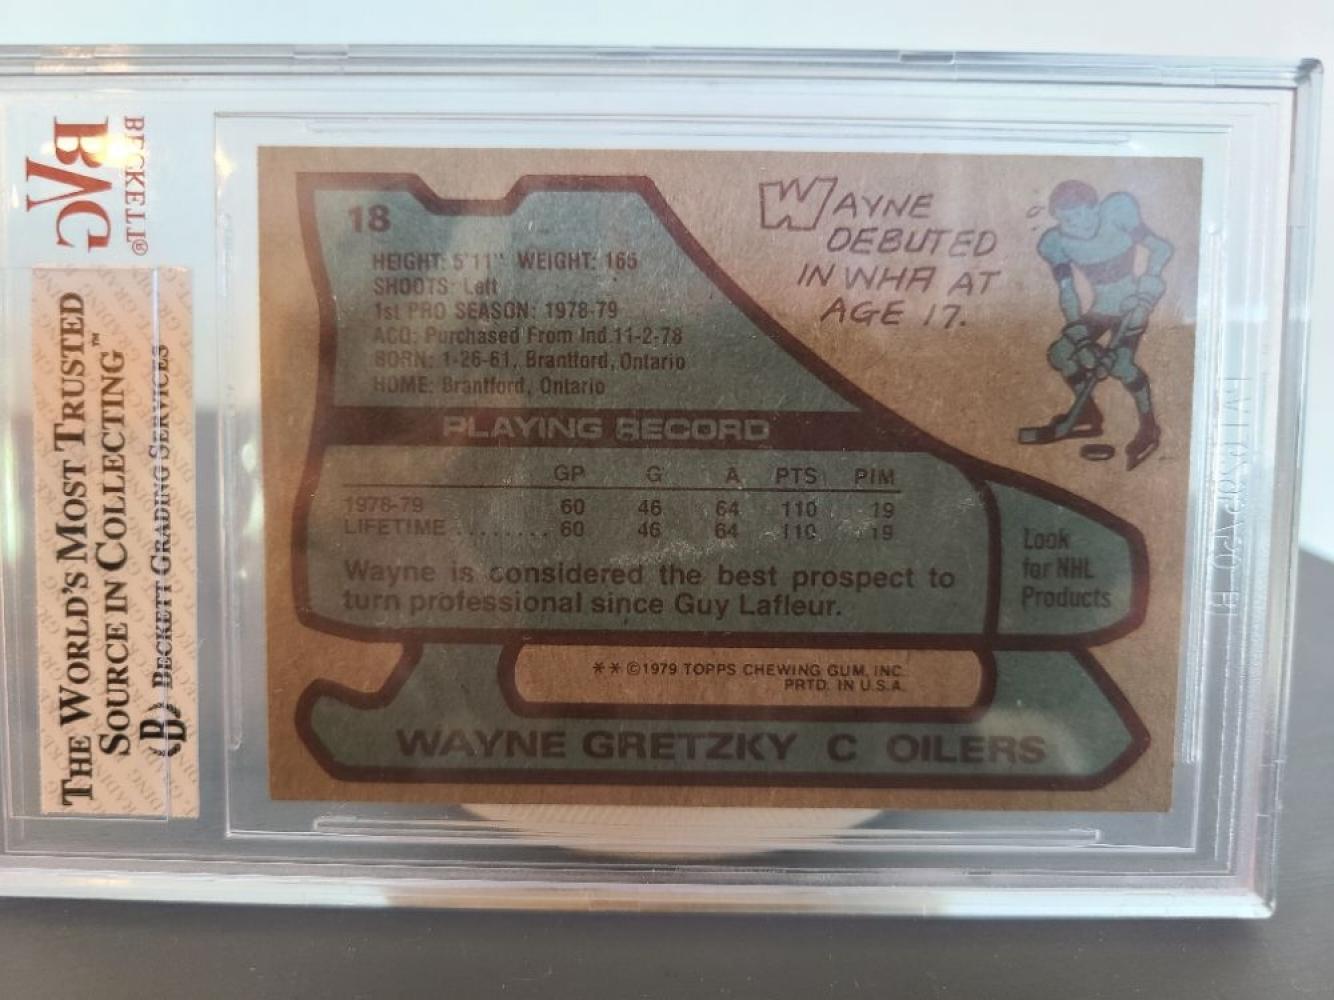 BECKETT®
BVG
THE WORLD'S MOST TRUSTED
SOURCE IN COLLECTING™
BECKETT GRADING SERVICES
18
HEIGHT: 5'11" WEIGHT: 165
SHOOTS: Left
1st PRO SEASON: 1978-79
ACQ: Purchased From Ind. 11-2-78
BORN: 1-26-61, Brantford, Ontario
HOME: Brantford, Ontario
WAYNE
DEBUTED
IN WHA AT
AGE 17.
PLAYING RECORD
GP G A PTS PIM
1978-79 60 46 64 110 19
LIFETIME ........ 60 46 64 110 19
Wayne is considered the best prospect to
turn professional since Guy Lafleur.
Look
for NHL
Products
** ©1979 TOPPS CHEWING GUM, INC.
PRTD. IN U.S.A.
WAYNE GRETZKY C OILERS